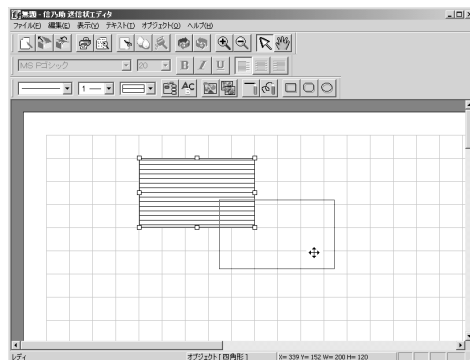 無題 - 信乃助 送信状エディタ
ファイル(F) 編集(E) 表示(V) テキスト(T) オブジェクト(O) ヘルプ(H)
MS Pゴシック 20 B I U
1
レディ オブジェクト [ 四角形 ] X= 339 Y= 152 W= 200 H= 120